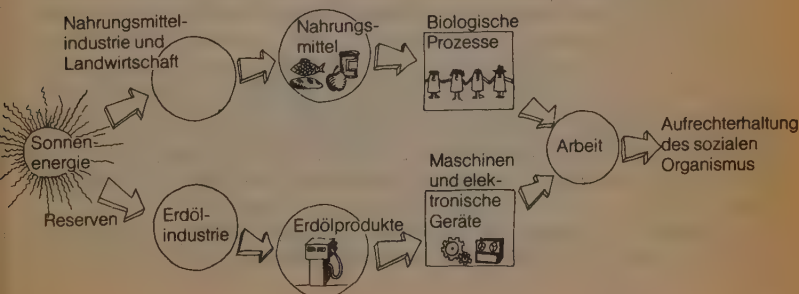 Nahrungsmittel-
industrie und
Landwirtschaft
Nahrungs-
mittel
Biologische
Prozesse
Sonnen-
energie
Arbeit
Aufrechterhaltung
des sozialen
Organismus
Reserven
Erdöl-
industrie
Erdölprodukte
Maschinen
und elek-
tronische
Geräte